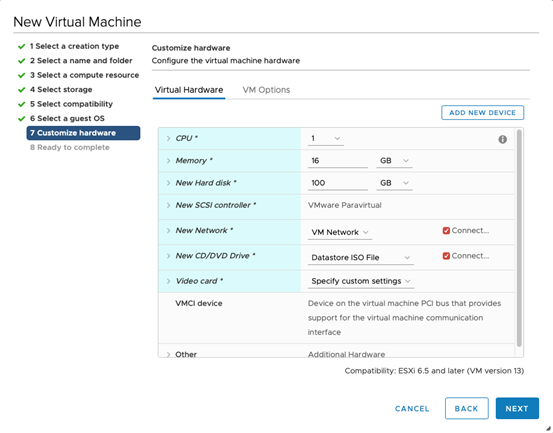 New Virtual Machine
1 Select a creation type
2 Select a name and folder
3 Select a compute resource
4 Select storage
5 Select compatibility
6 Select a guest OS
7 Customize hardware
8 Ready to complete
Customize hardware
Configure the virtual machine hardware
Virtual Hardware VM Options
ADD NEW DEVICE
CPU * 1
Memory * 16 GB
New Hard disk * 100 GB
New SCSI controller * VMware Paravirtual
New Network * VM Network Connect...
New CD/DVD Drive * Datastore ISO File Connect...
Video card * Specify custom settings
VMCI device Device on the virtual machine PCI bus that provides
support for the virtual machine communication
interface
Other Additional Hardware
Compatibility: ESXi 6.5 and later (VM version 13)
CANCEL BACK NEXT